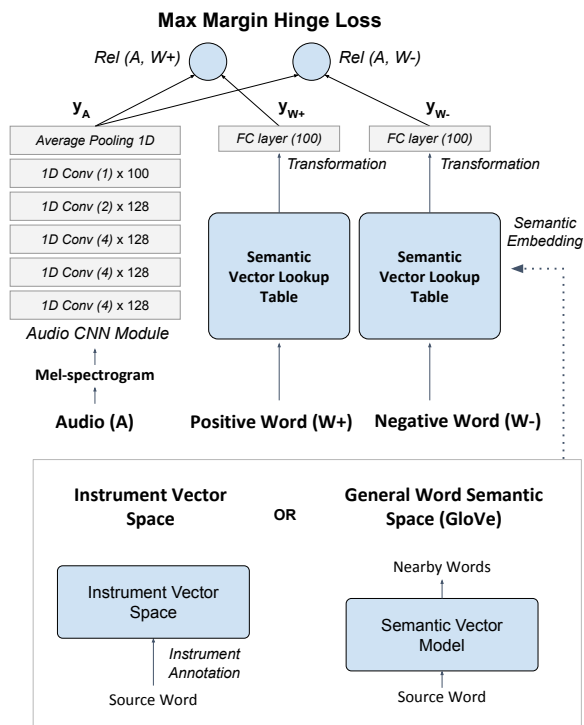 Max Margin Hinge Loss
Rel (A, W+)
Rel (A, W-)
yA
yW+
yW-
Average Pooling 1D
FC layer (100)
FC layer (100)
1D Conv (1) x 100
Transformation
Transformation
1D Conv (2) x 128
1D Conv (4) x 128
1D Conv (4) x 128
1D Conv (4) x 128
Audio CNN Module
Semantic
Vector Lookup
Table
Semantic
Vector Lookup
Table
Semantic
Embedding
Mel-spectrogram
Audio (A)
Positive Word (W+)
Negative Word (W-)
Instrument Vector
Space
OR
General Word Semantic
Space (GloVe)
Instrument Vector
Space
Instrument
Annotation
Source Word
Nearby Words
Semantic Vector
Model
Source Word